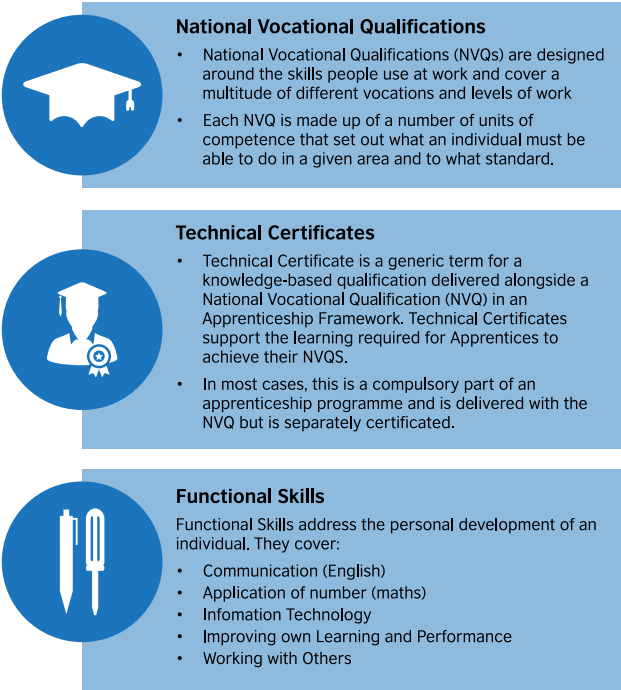 National Vocational Qualifications
• National Vocational Qualifications (NVQs) are designed
around the skills people use at work and cover a
multitude of different vocations and levels of work
• Each NVQ is made up of a number of units of
competence that set out what an individual must be
able to do in a given area and to what standard.
Technical Certificates
• Technical Certificate is a generic term for a
knowledge-based qualification delivered alongside a
National Vocational Qualification (NVQ) in an
Apprenticeship Framework. Technical Certificates
support the learning required for Apprentices to
achieve their NVQS.
• In most cases, this is a compulsory part of an
apprenticeship programme and is delivered with the
NVQ but is separately certificated.
Functional Skills
Functional Skills address the personal development of an
individual. They cover:
• Communication (English)
• Application of number (maths)
• Infomation Technology
• Improving own Learning and Performance
• Working with Others